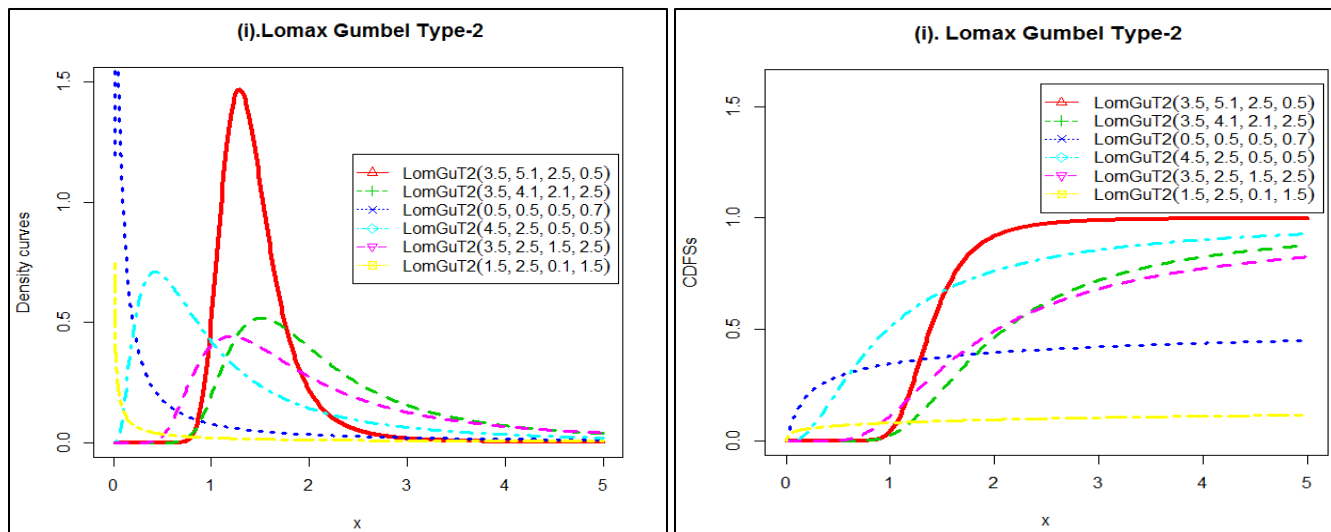 (i).Lomax Gumbel Type-2
Density curves
1.5
1.0
0.5
0.0
LomGuT2(3.5, 5.1, 2.5, 0.5)
LomGuT2(3.5, 4.1, 2.1, 2.5)
LomGuT2(0.5, 0.5, 0.5, 0.7)
LomGuT2(4.5, 2.5, 0.5, 0.5)
LomGuT2(3.5, 2.5, 1.5, 2.5)
LomGuT2(1.5, 2.5, 0.1, 1.5)
0 1 2 3 4 5
x
(i). Lomax Gumbel Type-2
CDFSs
1.5
1.0
0.5
0.0
LomGuT2(3.5, 5.1, 2.5, 0.5)
LomGuT2(3.5, 4.1, 2.1, 2.5)
LomGuT2(0.5, 0.5, 0.5, 0.7)
LomGuT2(4.5, 2.5, 0.5, 0.5)
LomGuT2(3.5, 2.5, 1.5, 2.5)
LomGuT2(1.5, 2.5, 0.1, 1.5)
0 1 2 3 4 5
x